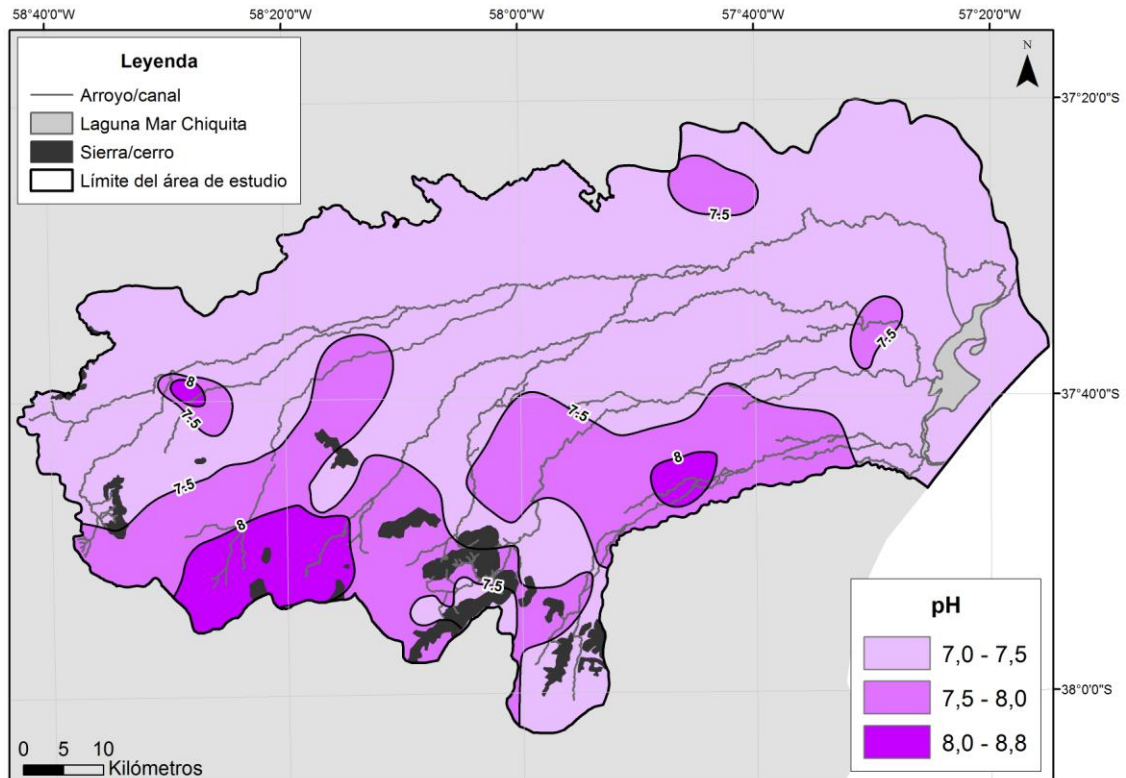 58°40'0"W 58°20'0"W 58°0'0"W 57°40'0"W 57°20'0"W
Leyenda
Arroyo/canal
Laguna Mar Chiquita
Sierra/cerro
Límite del área de estudio
N
37°20'0"S
7.5
7.5
8
7.5
37°40'0"S
7.5
7.5
8
8
7.5
38°0'0"S
pH
7,0 - 7,5
7,5 - 8,0
8,0 - 8,8
0 5 10
Kilómetros